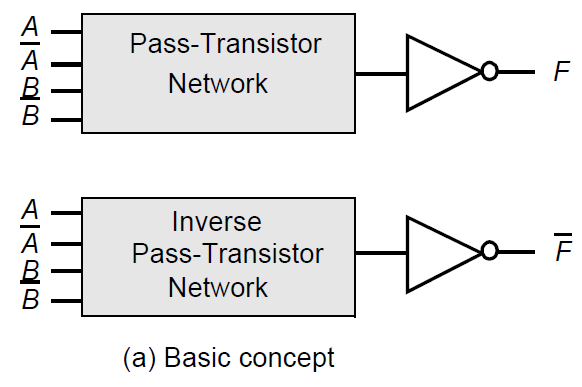 A
A̅
B
B̅
Pass-Transistor
Network
F
A
A̅
B
B̅
Inverse
Pass-Transistor
Network
F̅
(a) Basic concept